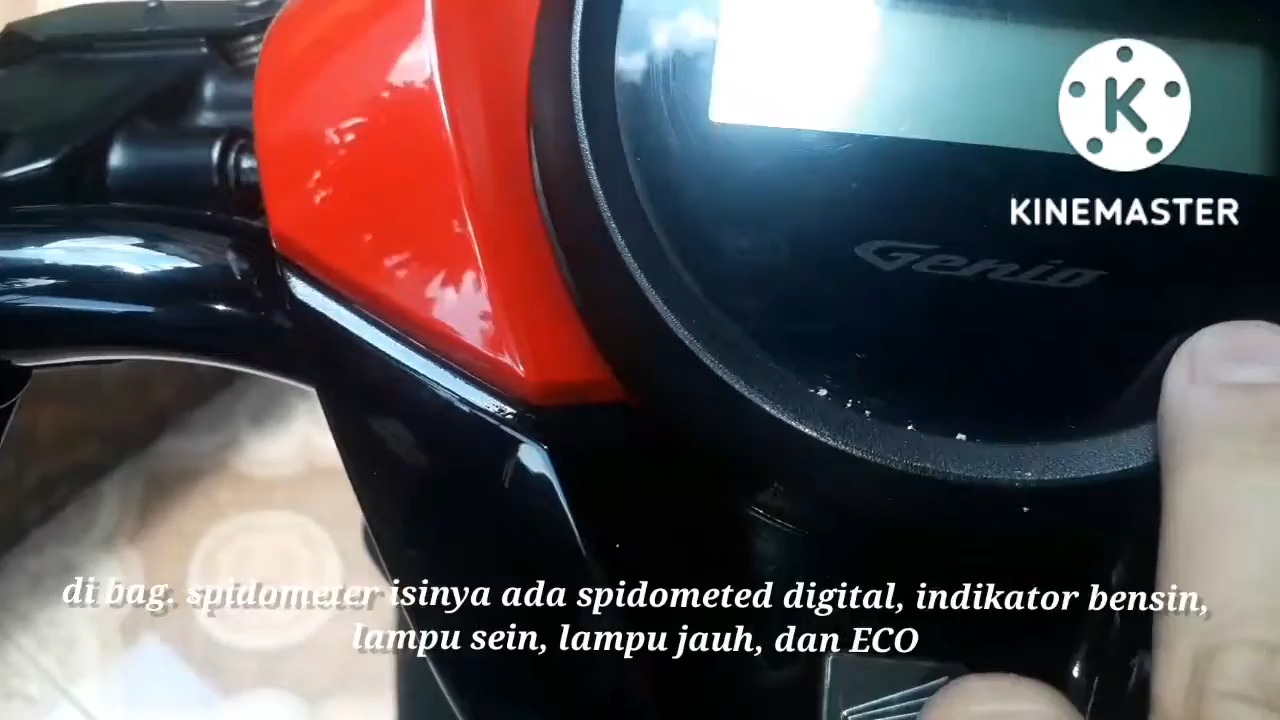 K
KINEMASTER
Genio
di bag. spidometer isinya ada spidometed digital, indikator bensin,
lampu sein, lampu jauh, dan ECO